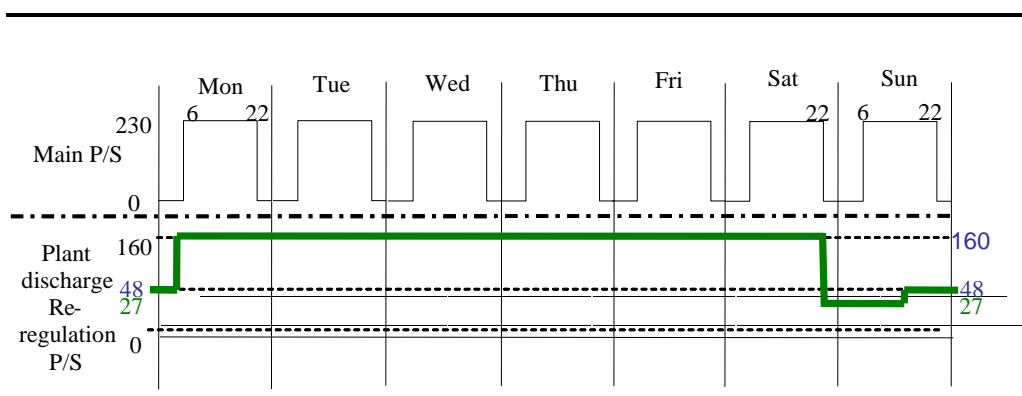 Mon Tue Wed Thu Fri Sat Sun
6 22 22 6 22
230
Main P/S
0
Plant discharge Re-regulation P/S
160
160
48
48
27
27
0